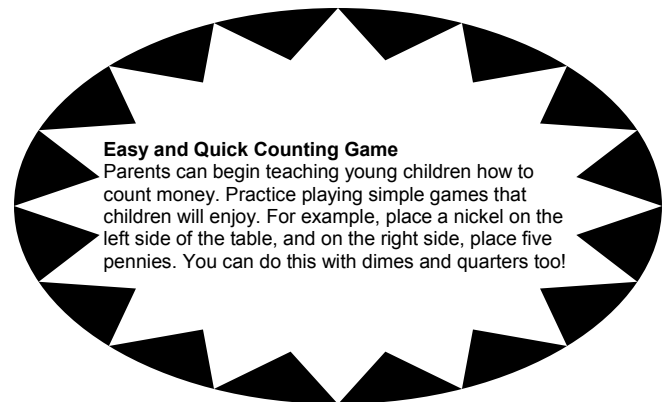 Easy and Quick Counting Game
Parents can begin teaching young children how to
count money. Practice playing simple games that
children will enjoy. For example, place a nickel on the
left side of the table, and on the right side, place five
pennies. You can do this with dimes and quarters too!